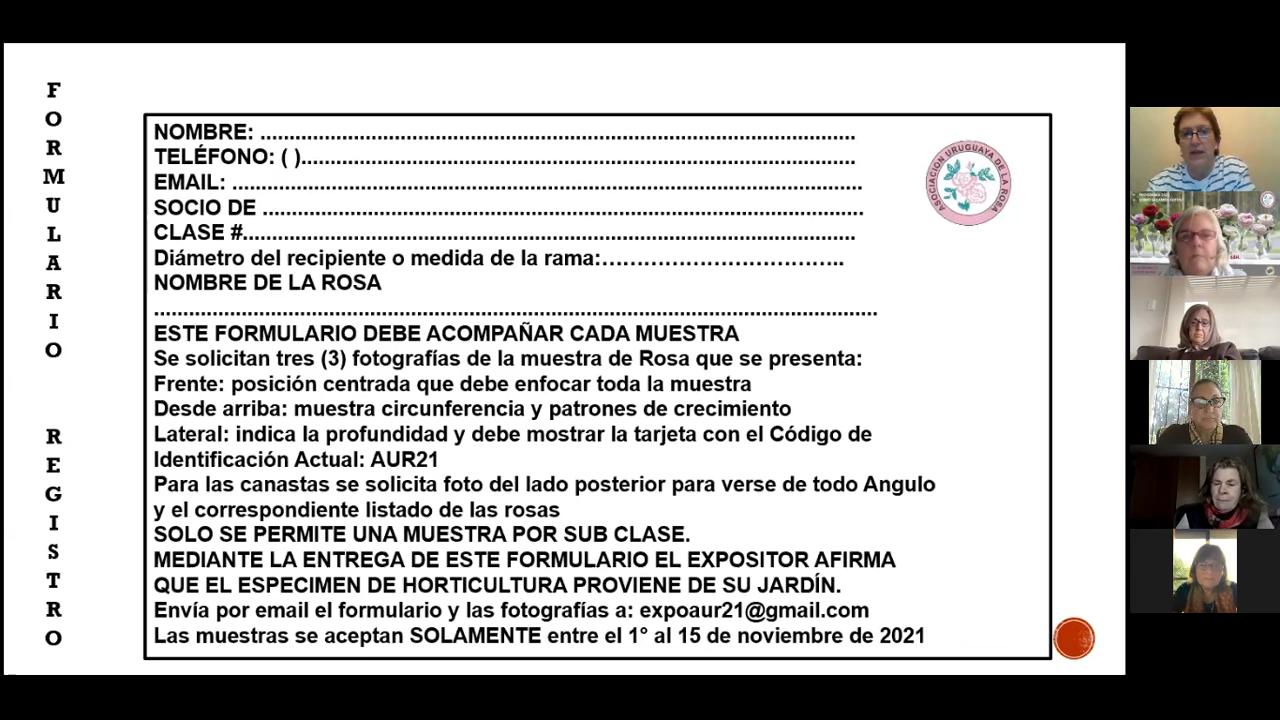 FORMULARIO REGISTRO
NOMBRE: ........................................................................................................
TELÉFONO: ( )................................................................................................
EMAIL: .............................................................................................................
SOCIO DE ........................................................................................................
CLASE #...........................................................................................................
Diámetro del recipiente o medida de la rama:…………………………………..
NOMBRE DE LA ROSA
..............................................................................................................................
ESTE FORMULARIO DEBE ACOMPAÑAR CADA MUESTRA
Se solicitan tres (3) fotografías de la muestra de Rosa que se presenta:
Frente: posición centrada que debe enfocar toda la muestra
Desde arriba: muestra circunferencia y patrones de crecimiento
Lateral: indica la profundidad y debe mostrar la tarjeta con el Código de
Identificación Actual: AUR21
Para las canastas se solicita foto del lado posterior para verse de todo Angulo
y el correspondiente listado de las rosas
SOLO SE PERMITE UNA MUESTRA POR SUB CLASE.
MEDIANTE LA ENTREGA DE ESTE FORMULARIO EL EXPOSITOR AFIRMA
QUE EL ESPECIMEN DE HORTICULTURA PROVIENE DE SU JARDÍN.
Envía por email el formulario y las fotografías a: expoaur21@gmail.com
Las muestras se aceptan SOLAMENTE entre el 1° al 15 de noviembre de 2021
ASOCIACIÓN URUGUAYA DE LA ROSA